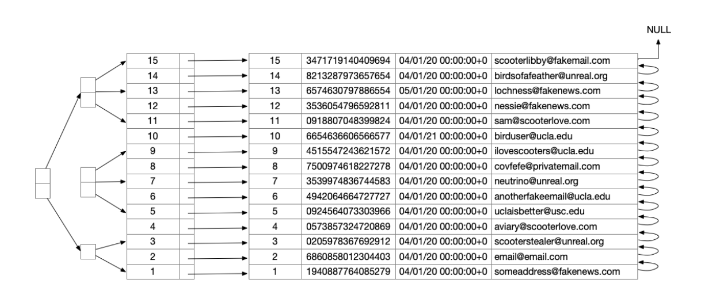 NULL
15 15 3471719140409694 04/01/20 00:00:00+0 scooterlibby@fakemail.com
14 14 8213287973657654 04/01/20 00:00:00+0 birdsofafeather@unreal.org
13 13 6574630797886554 05/01/20 00:00:00+0 lochness@fakenews.com
12 12 3536054796592811 04/01/20 00:00:00+0 nessie@fakenews.com
11 11 0918807048399824 04/01/20 00:00:00+0 sam@scooterlove.com
10 10 6654636606566577 04/01/21 00:00:00+0 birduser@ucla.edu
9 9 4515547243621572 04/01/20 00:00:00+0 ilovescooters@ucla.edu
8 8 7500974618227278 04/01/20 00:00:00+0 covfefe@privatemail.com
7 7 3539974836744583 04/01/20 00:00:00+0 neutrino@unreal.org
6 6 4942064664727727 04/01/20 00:00:00+0 anotherfakeemail@ucla.edu
5 5 0924564073303966 04/01/20 00:00:00+0 uclaisbetter@usc.edu
4 4 0573857324720869 04/01/20 00:00:00+0 aviary@scooterlove.com
3 3 0205978367692912 04/01/20 00:00:00+0 scooterstealer@unreal.org
2 2 6860858012304403 04/01/20 00:00:00+0 email@email.com
1 1 1940887764085279 04/01/20 00:00:00+0 someaddress@fakenews.com